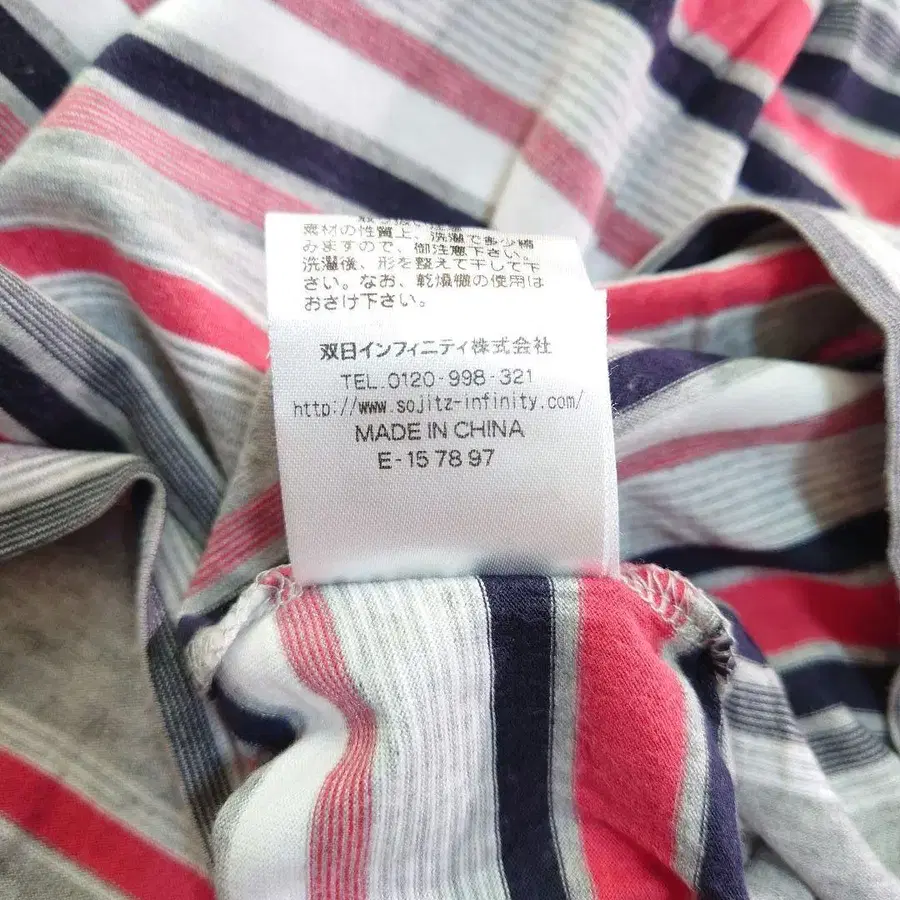 素材の性質上、洗濯で多少縮
みますので、御注意下さい。
洗濯後、形を整えて干して下
さい。なお、乾燥機の使用は
おさけ下さい。
双日インフィニティ株式会社
TEL.0120-998-321
http://www.sojitz-infinity.com/
MADE IN CHINA
E-157897